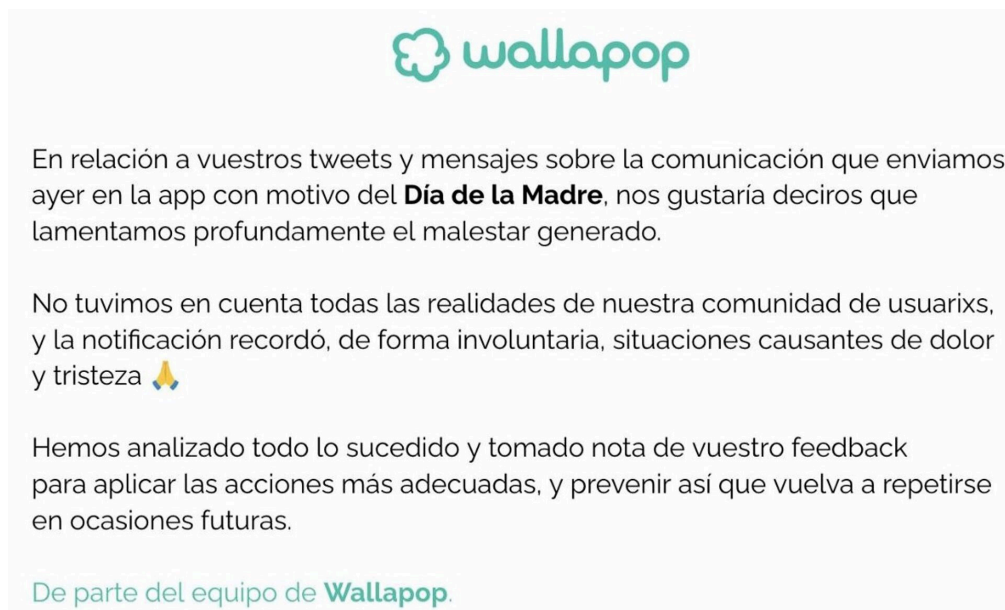 wallapop
En relación a vuestros tweets y mensajes sobre la comunicación que enviamos
ayer en la app con motivo del Día de la Madre, nos gustaría deciros que
lamentamos profundamente el malestar generado.
No tuvimos en cuenta todas las realidades de nuestra comunidad de usuarixs,
y la notificación recordó, de forma involuntaria, situaciones causantes de dolor
y tristeza 🙏
Hemos analizado todo lo sucedido y tomado nota de vuestro feedback
para aplicar las acciones más adecuadas, y prevenir así que vuelva a repetirse
en ocasiones futuras.
De parte del equipo de Wallapop.